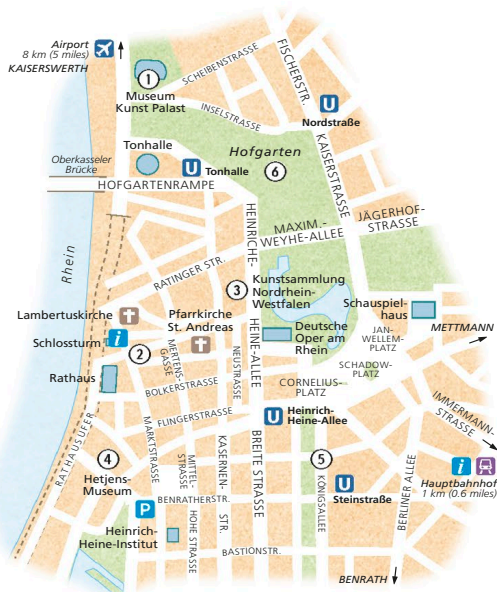 Airport
8 km (5 miles)
KAISERSWERTH
1
Museum
Kunst Palast
SCHEIBENSTRASSE
FISCHERSTR.
INSELSTRASSE
U
Nordstraße
KAISERSTRASSE
Tonhalle
U
Tonhalle
Hofgarten
6
Oberkasseler
Brücke
HOFGARTENRAMPE
HEINRICH-
HEINE-ALLEE
MAXIM.-
WEYHE-ALLEE
JÄGERHOF-
STRASSE
Rhein
RATINGER STR.
3
Kunstsammlung
Nordrhein-
Westfalen
Schauspiel-
haus
METTMANN
Lambertuskirche
Schlossturm
i
2
Pfarrkirche
St. Andreas
Deutsche
Oper am
Rhein
JAN-
WELLEM-
PLATZ
SCHADOW-
PLATZ
MERTENS-
GASSE
NEUSTRASSE
Rathaus
BOLKERSTRASSE
CORNELIUS-
PLATZ
FLINGERSTRASSE
U
Heinrich-
Heine-Allee
IMMERMANN-
STRASSE
RATHAUSUFER
MARKTSTRASSE
MITTEL-
STRASSE
KASERNEN-
STR.
BREITE STRASSE
4
Hetjens-
Museum
5
KÖNIGSALLEE
BERLINER ALLEE
i
Hauptbahnhof
1 km (0.6 miles)
BENRATHERSTR.
U
Steinstraße
P
Heinrich-
Heine-Institut
HOHE STRASSE
BASTIONSTR.
BENRATH